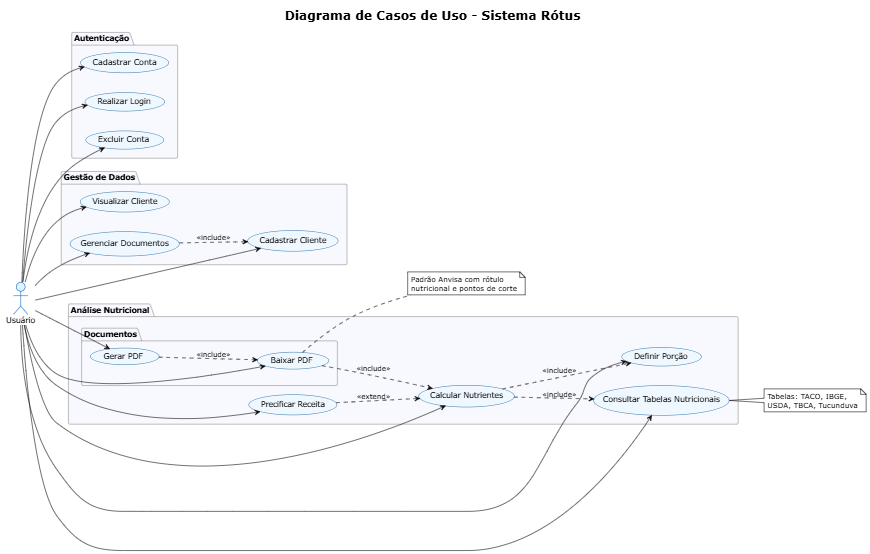 Diagrama de Casos de Uso - Sistema Rótus
Autenticação
Cadastrar Conta
Realizar Login
Excluir Conta
Gestão de Dados
Visualizar Cliente
Gerenciar Documentos
«include»
Cadastrar Cliente
Usuário
Padrão Anvisa com rótulo
nutricional e pontos de corte
Análise Nutricional
Documentos
Gerar PDF
«include»
Baixar PDF
«include»
Definir Porção
«include»
Precificar Receita
«extend»
Calcular Nutrientes
«include»
Consultar Tabelas Nutricionais
Tabelas: TACO, IBGE,
USDA, TBCA, Tucunduva